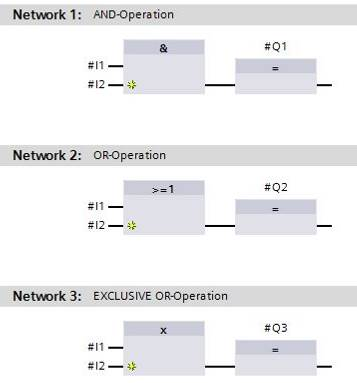 Network 1: AND-Operation
& #Q1
#I1 =
#I2
Network 2: OR-Operation
>=1 #Q2
#I1 =
#I2
Network 3: EXCLUSIVE OR-Operation
x #Q3
#I1 =
#I2